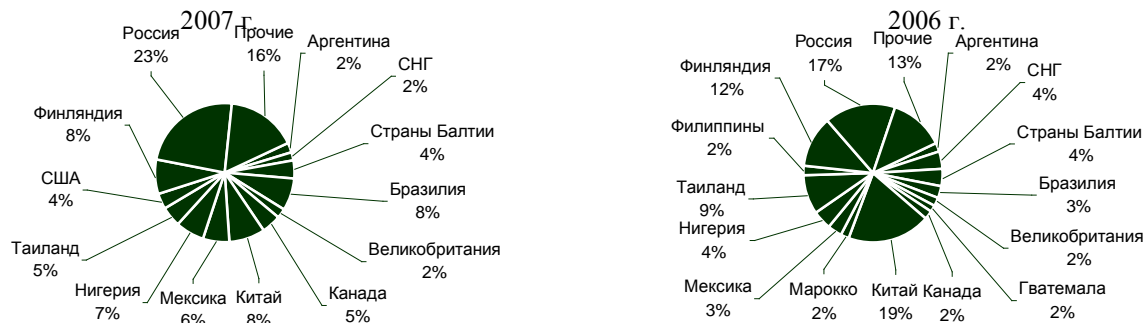 2007 г.
Россия
23%
Прочие
16%
Аргентина
2%
СНГ
2%
Страны Балтии
4%
Бразилия
8%
Великобритания
2%
Канада
5%
Китай
8%
Мексика
6%
Нигерия
7%
Таиланд
5%
США
4%
Финляндия
8%
2006 г.
Россия
17%
Прочие
13%
Аргентина
2%
СНГ
4%
Страны Балтии
4%
Бразилия
3%
Великобритания
2%
Гватемала
2%
Канада
2%
Китай
19%
Марокко
2%
Мексика
3%
Нигерия
4%
Таиланд
9%
Филиппины
2%
Финляндия
12%